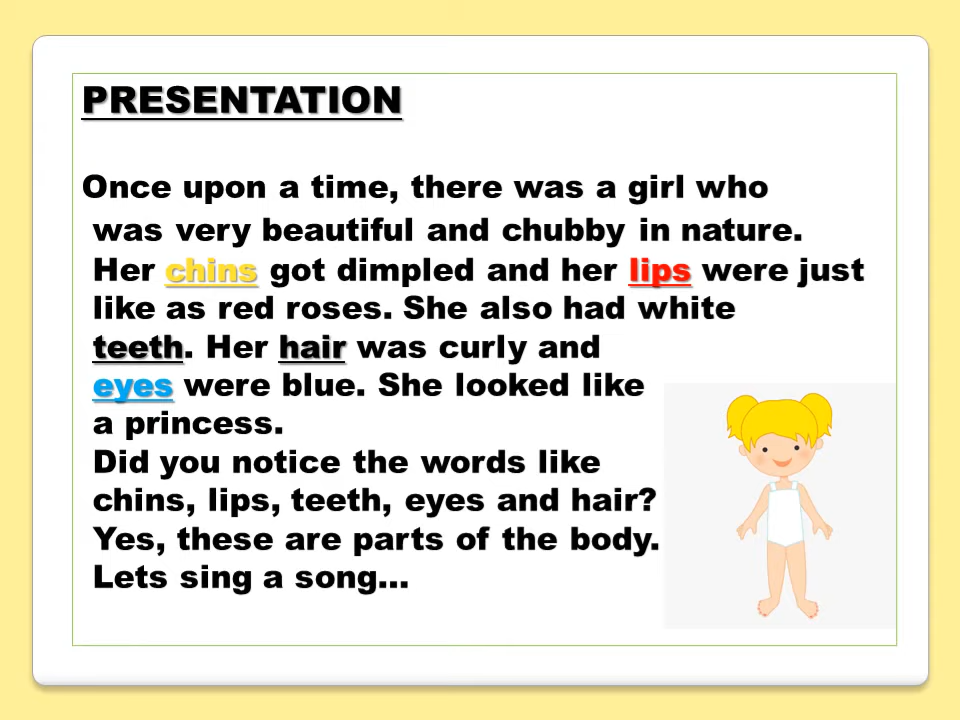 PRESENTATION
Once upon a time, there was a girl who
was very beautiful and chubby in nature.
Her chins got dimpled and her lips were just
like as red roses. She also had white
teeth. Her hair was curly and
eyes were blue. She looked like
a princess.
Did you notice the words like
chins, lips, teeth, eyes and hair?
Yes, these are parts of the body.
Lets sing a song...